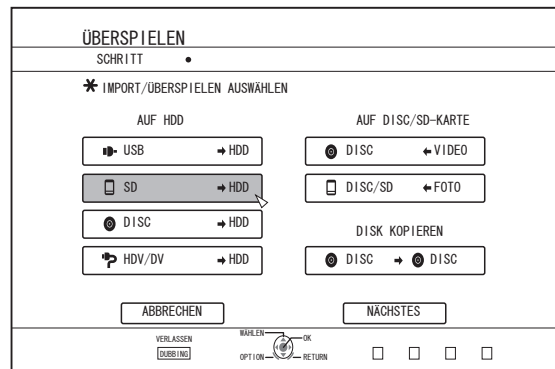 ÜBERSPIELEN
SCHRITT
IMPORT/ÜBERSPIELEN AUSWÄHLEN
AUF HDD
USB ➡ HDD
SD ➡ HDD
DISC ➡ HDD
HDV/DV ➡ HDD
AUF DISC/SD-KARTE
DISC ⬅ VIDEO
DISC/SD ⬅ FOTO
DISK KOPIEREN
DISC ➡ DISC
ABBRECHEN
NÄCHSTES
VERLASSEN
DUBBING
WÄHLEN
OK
OPTION
RETURN